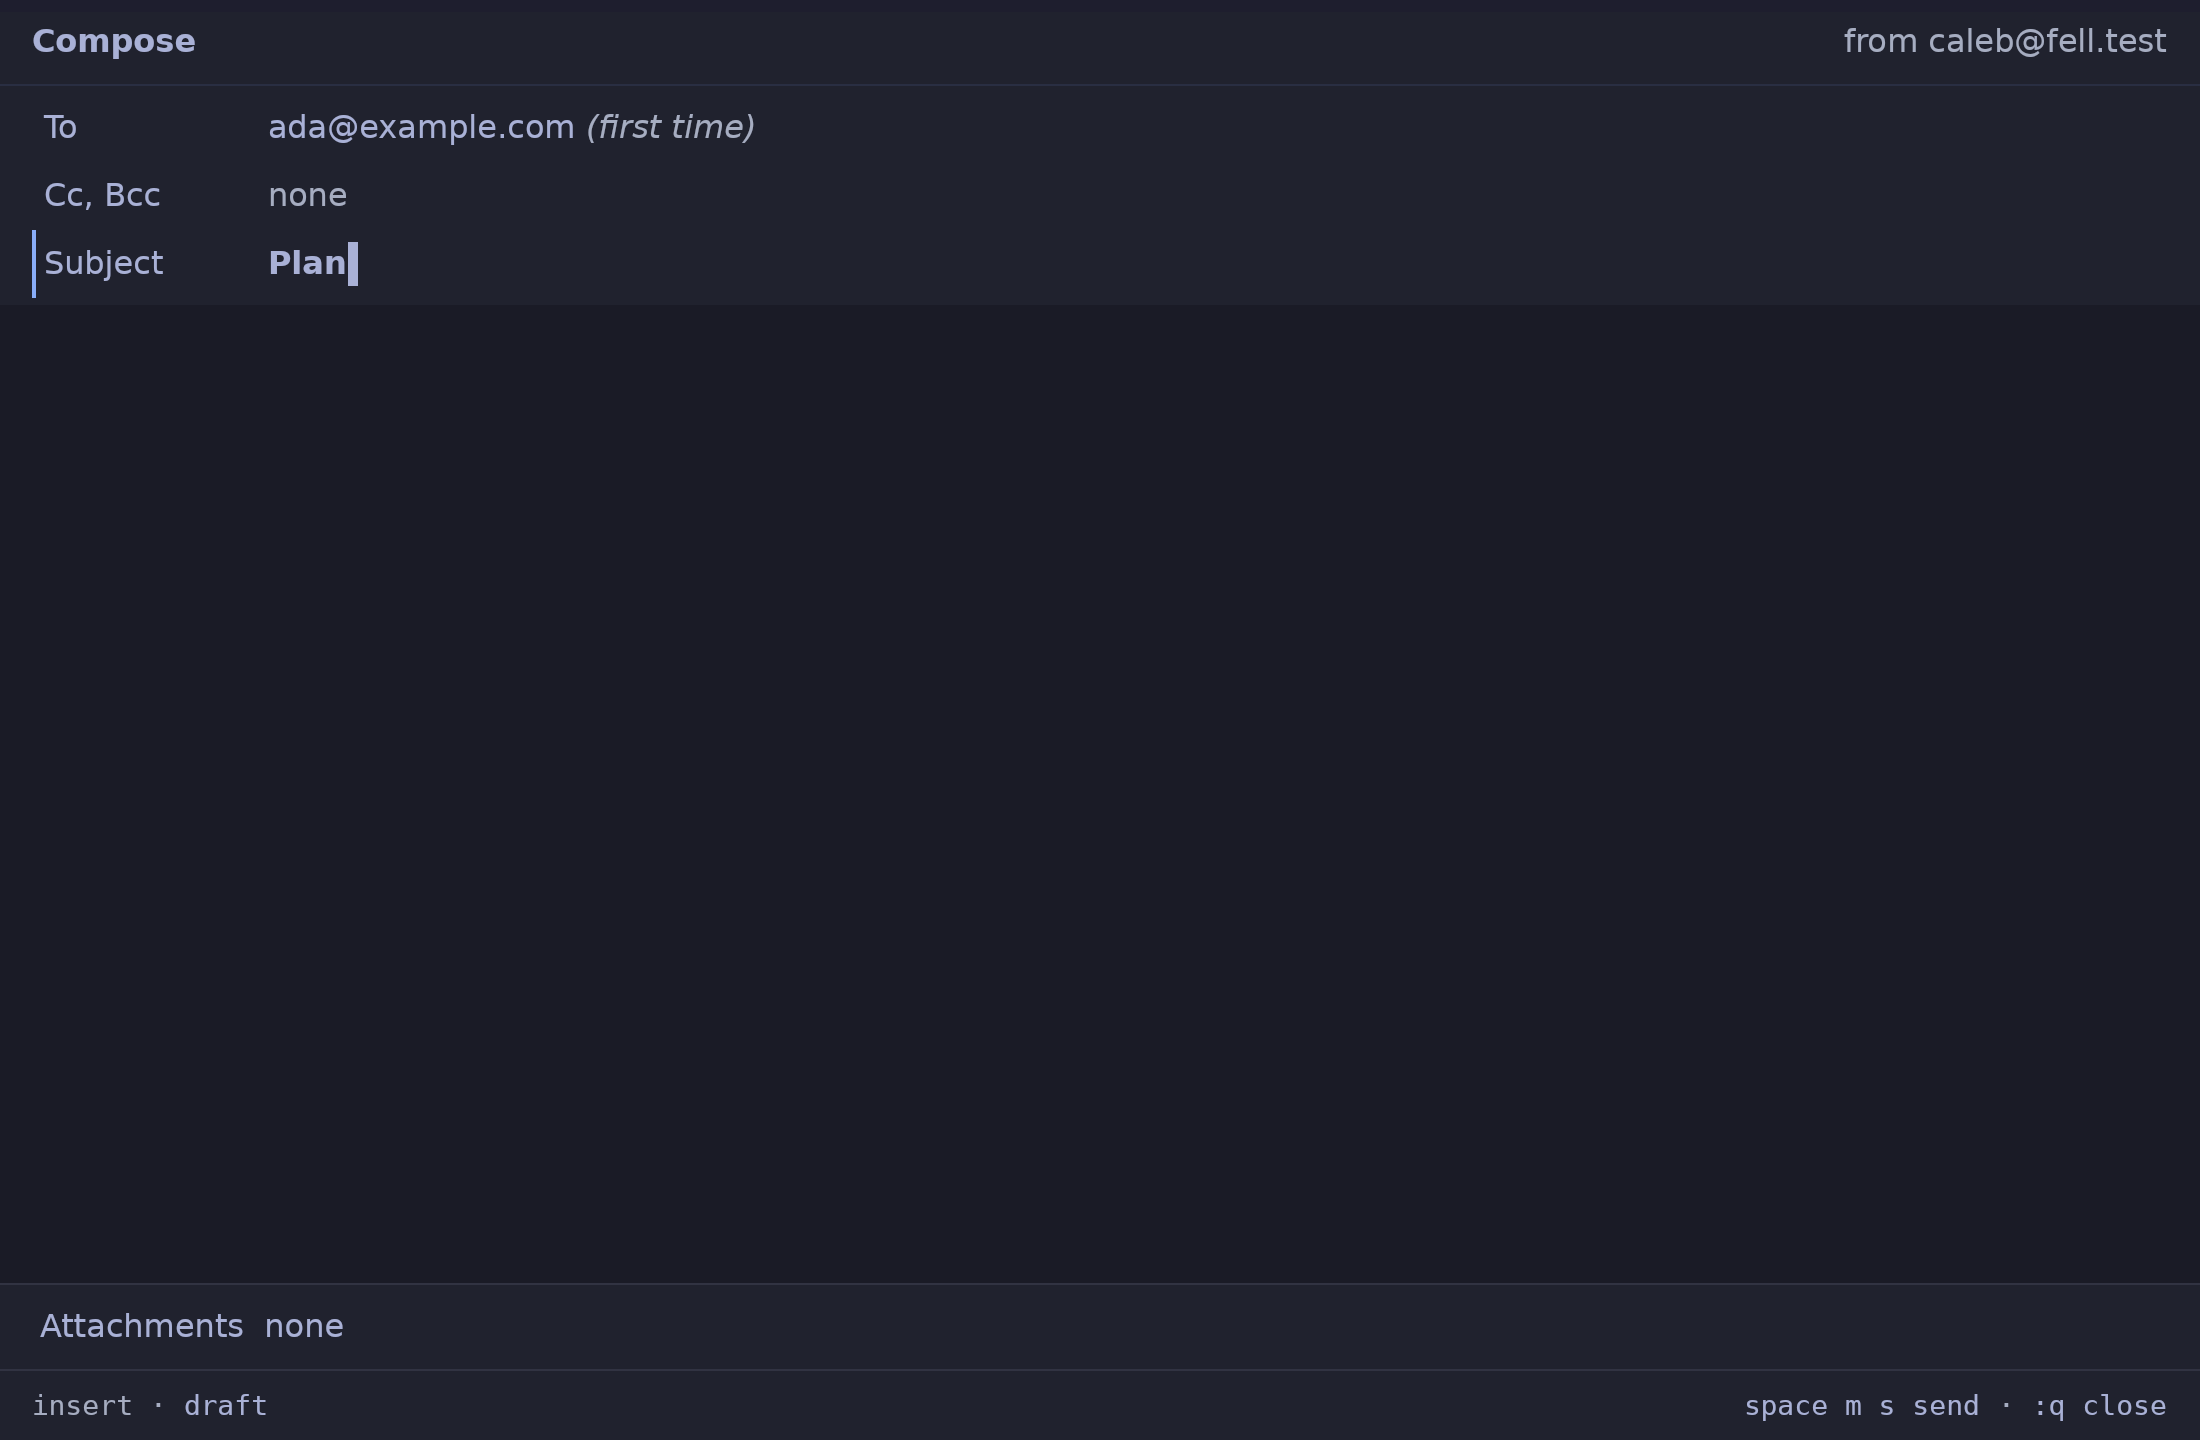 Compose from caleb@fell.test
To ada@example.com (first time)
Cc, Bcc none
Subject Plan
Attachments none
insert · draft space m s send · :q close